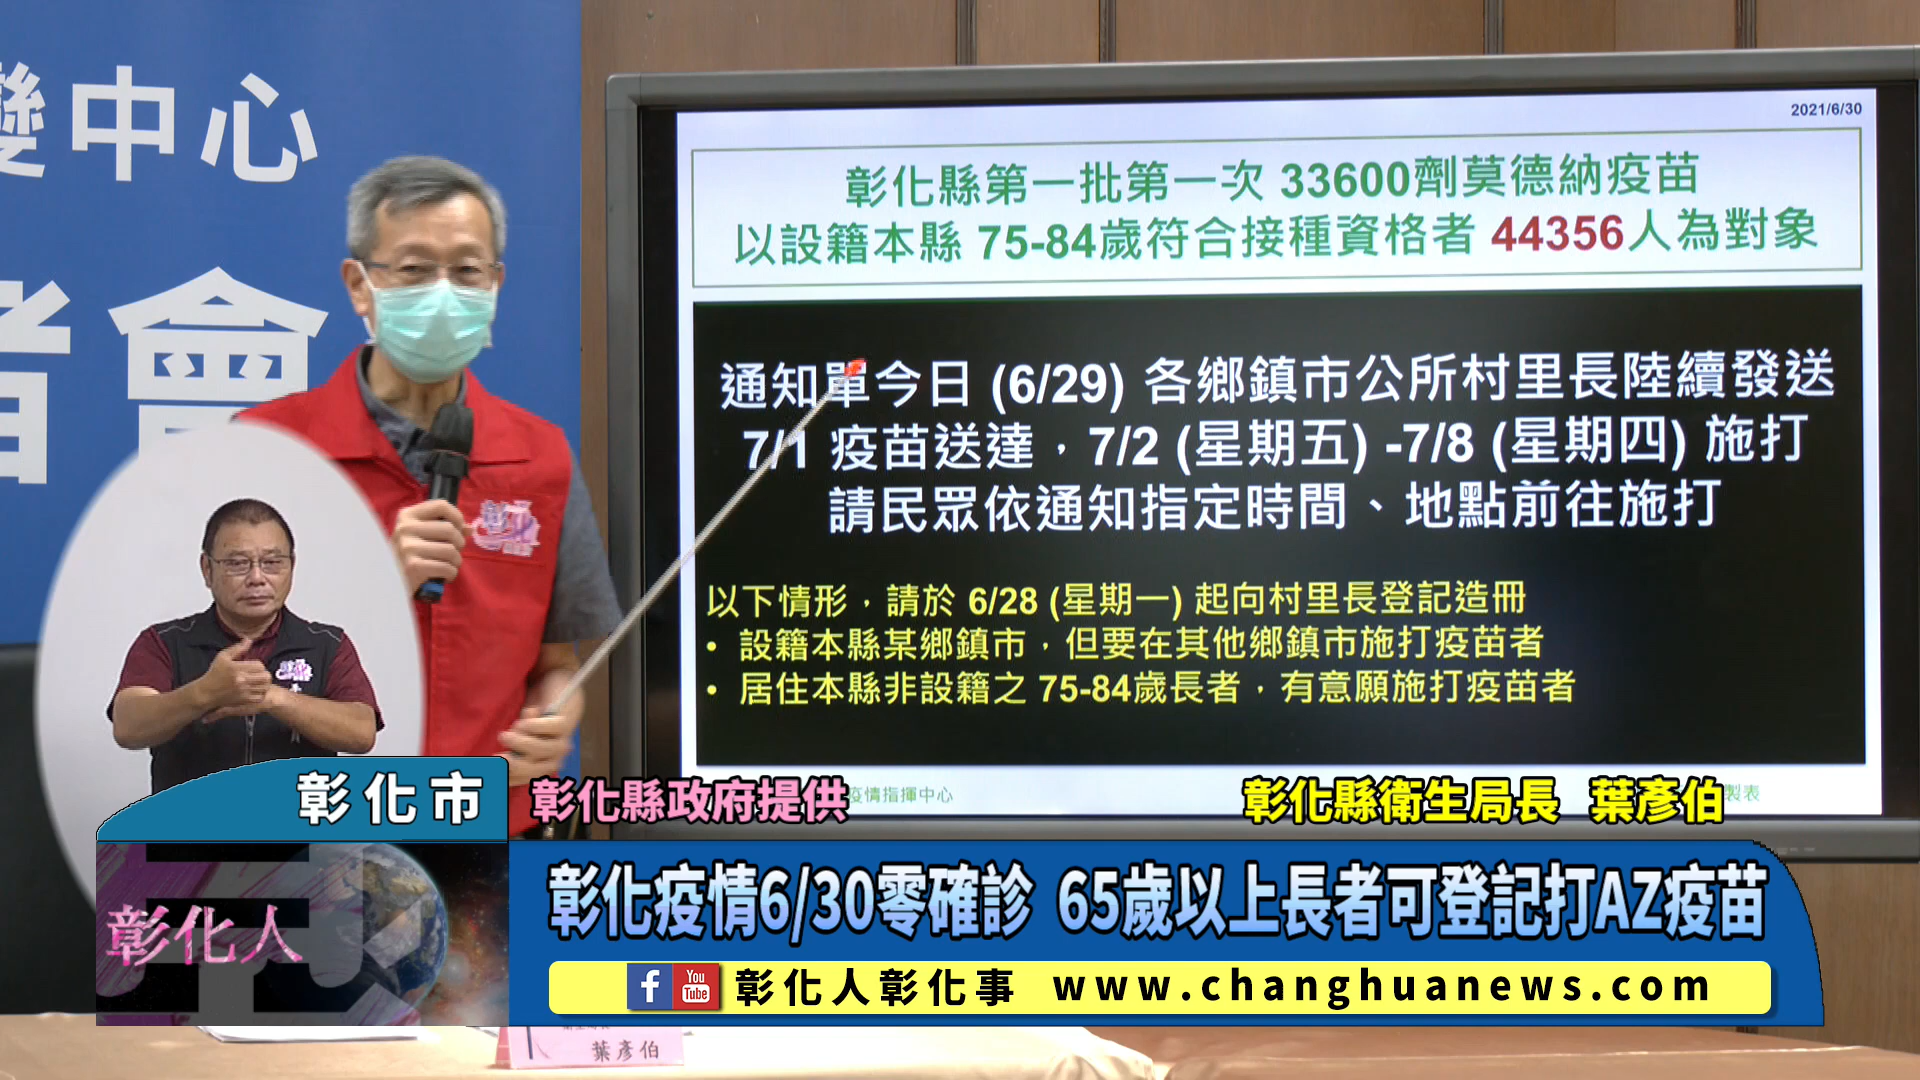 變中心
者會
2021/6/30
彰化縣第一批第一次 33600劑莫德納疫苗
以設籍本縣 75-84歲符合接種資格者 44356人為對象
通知單今日 (6/29) 各鄉鎮市公所村里長陸續發送
7/1 疫苗送達，7/2 (星期五) -7/8 (星期四) 施打
請民眾依通知指定時間、地點前往施打
以下情形，請於 6/28 (星期一) 起向村里長登記造冊
• 設籍本縣某鄉鎮市，但要在其他鄉鎮市施打疫苗者
• 居住本縣非設籍之 75-84歲長者，有意願施打疫苗者
疫情指揮中心
製表
彰化
彰化市
彰化縣政府提供
彰化縣衛生局長 葉彥伯
彰化人
彰化疫情6/30零確診 65歲以上長者可登記打AZ疫苗
f You Tube 彰化人彰化事 www.changhuanews.com
葉彥伯